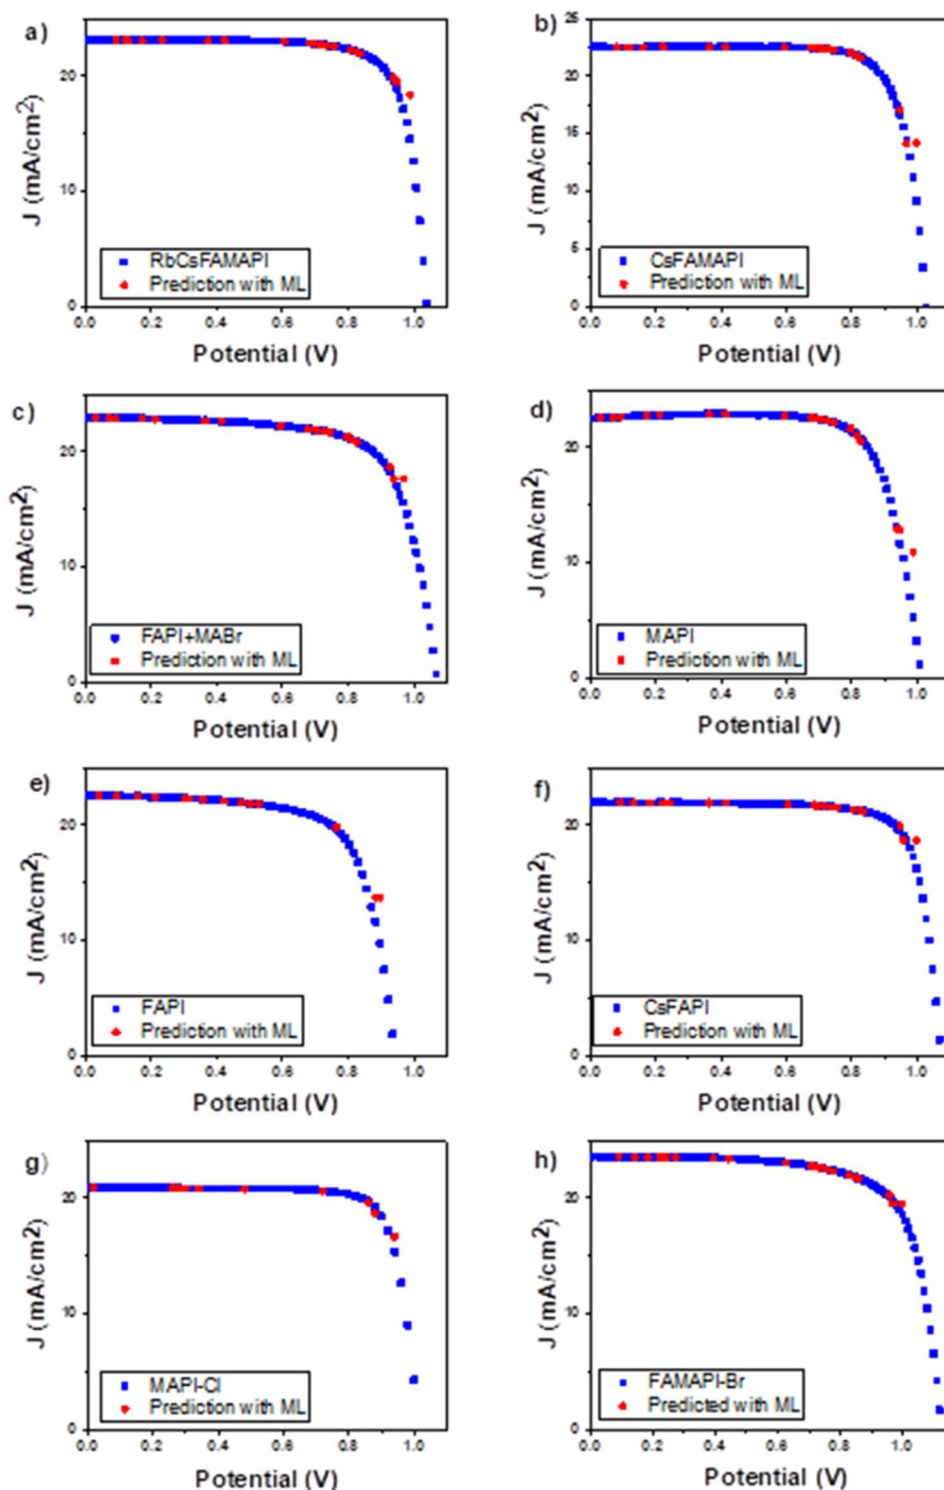 a)
J (mA/cm2)
20
10
0
RbCsFAMAPI
Prediction with ML
0.0 0.2 0.4 0.6 0.8 1.0
Potential (V)
b)
J (mA/cm2)
25
20
15
10
5
0
CsFAMAPI
Prediction with ML
0.0 0.2 0.4 0.6 0.8 1.0
Potential (V)
c)
J (mA/cm2)
20
10
0
FAPI+MABr
Prediction with ML
0.0 0.2 0.4 0.6 0.8 1.0
Potential (V)
d)
J (mA/cm2)
20
10
0
MAPI
Prediction with ML
0.0 0.2 0.4 0.6 0.8 1.0
Potential (V)
e)
J (mA/cm2)
20
10
0
FAPI
Prediction with ML
0.0 0.2 0.4 0.6 0.8 1.0
Potential (V)
f)
J (mA/cm2)
20
10
0
CsFAPI
Prediction with ML
0.0 0.2 0.4 0.6 0.8 1.0
Potential (V)
g)
J (mA/cm2)
20
10
0
MAPI-Cl
Prediction with ML
0.0 0.2 0.4 0.6 0.8 1.0
Potential (V)
h)
J (mA/cm2)
20
10
0
FAMAPI-Br
Predicted with ML
0.0 0.2 0.4 0.6 0.8 1.0
Potential (V)